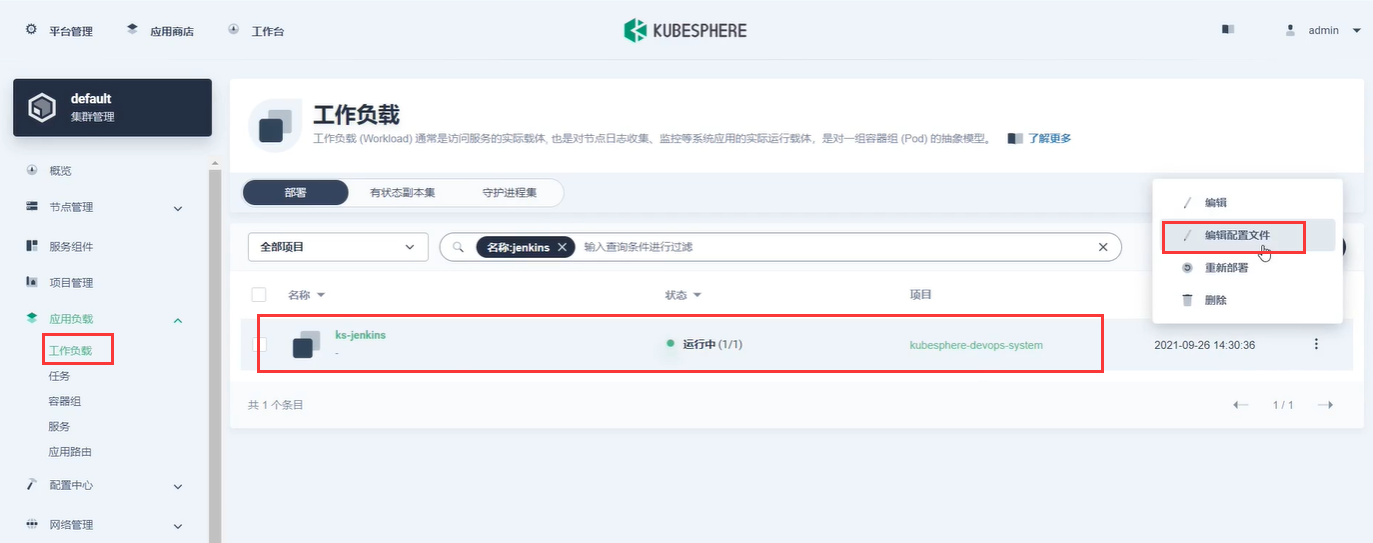 平台管理
应用商店
工作台
KUBESPHERE
admin
default
集群管理
概览
节点管理
服务组件
项目管理
应用负载
工作负载
任务
容器组
服务
应用路由
配置中心
网络管理
工作负载
工作负载 (Workload) 通常是访问服务的实际载体, 也是对节点日志收集、监控等系统应用的实际运行载体，是对一组容器组 (Pod) 的抽象模型。
了解更多
部署
有状态副本集
守护进程集
全部项目
名称:jenkins
输入查询条件进行过滤
编辑
编辑配置文件
重新部署
删除
名称
状态
项目
ks-jenkins
-
运行中 (1/1)
kubesphere-devops-system
2021-09-26 14:30:36
共 1 个条目
1 / 1